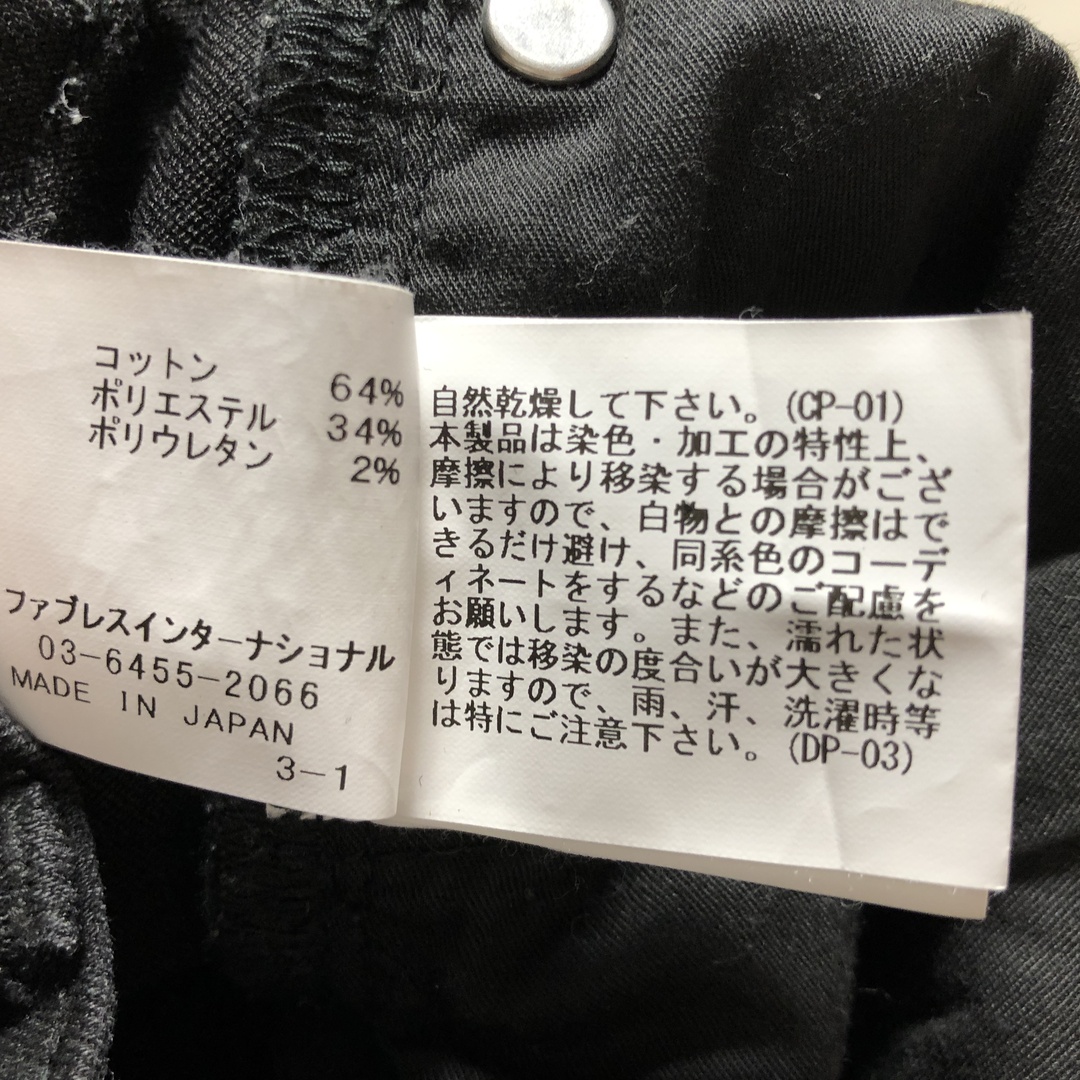 コットン 64%
ポリエステル 34%
ポリウレタン 2%
ファブレスインターナショナル
03-6455-2066
MADE IN JAPAN
3-1
自然乾燥して下さい。(CP-01)
本製品は染色・加工の特性上、
摩擦により移染する場合がござ
いますので、白物との摩擦はで
きるだけ避け、同系色のコーデ
ィネートをするなどのご配慮を
お願いします。また、濡れた状
態では移染の度合いが大きくな
りますので、雨、汗、洗濯時等
は特にご注意下さい。(DP-03)